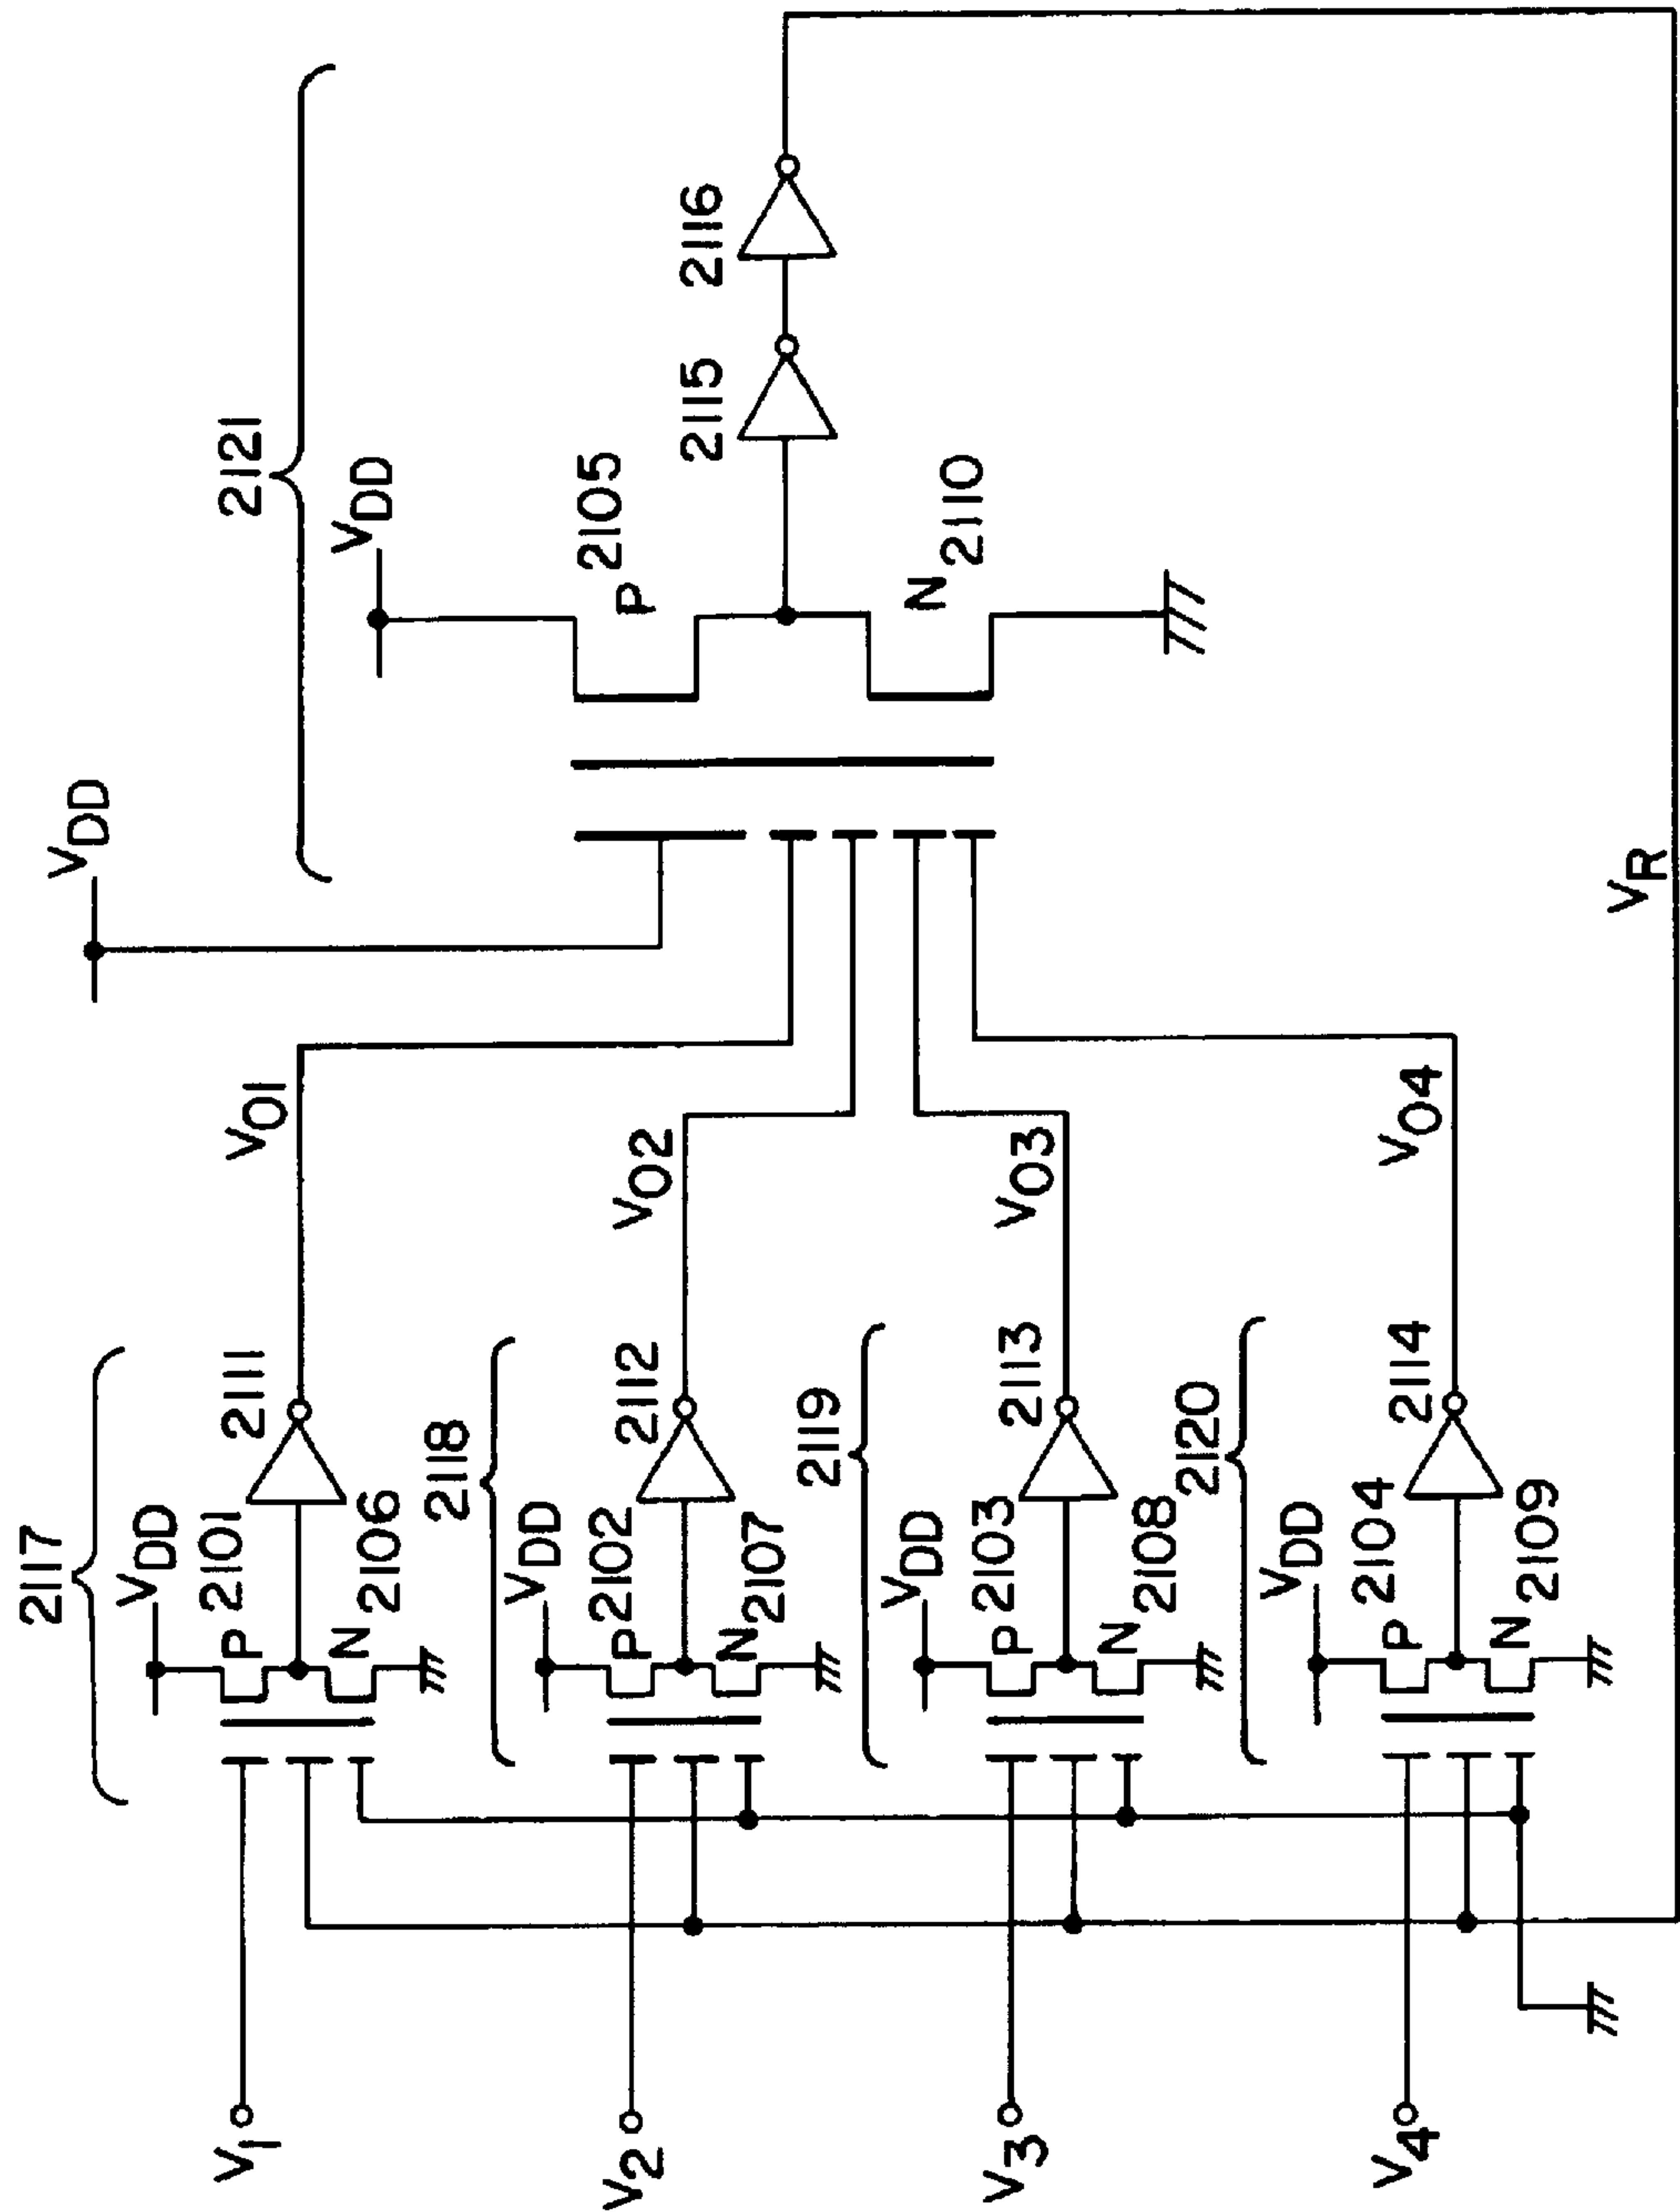 2117
VDD
2101
P
2106
N
2111
V1
VO1
VDD
2121
VDD
2105
P
2110
N
2115
2116
2118
VDD
2102
P
2107
N
2112
V2
VO2
2119
VDD
2103
P
2108
N
2113
V3
VO3
2120
VDD
2104
P
2109
N
2114
V4
VO4
VR